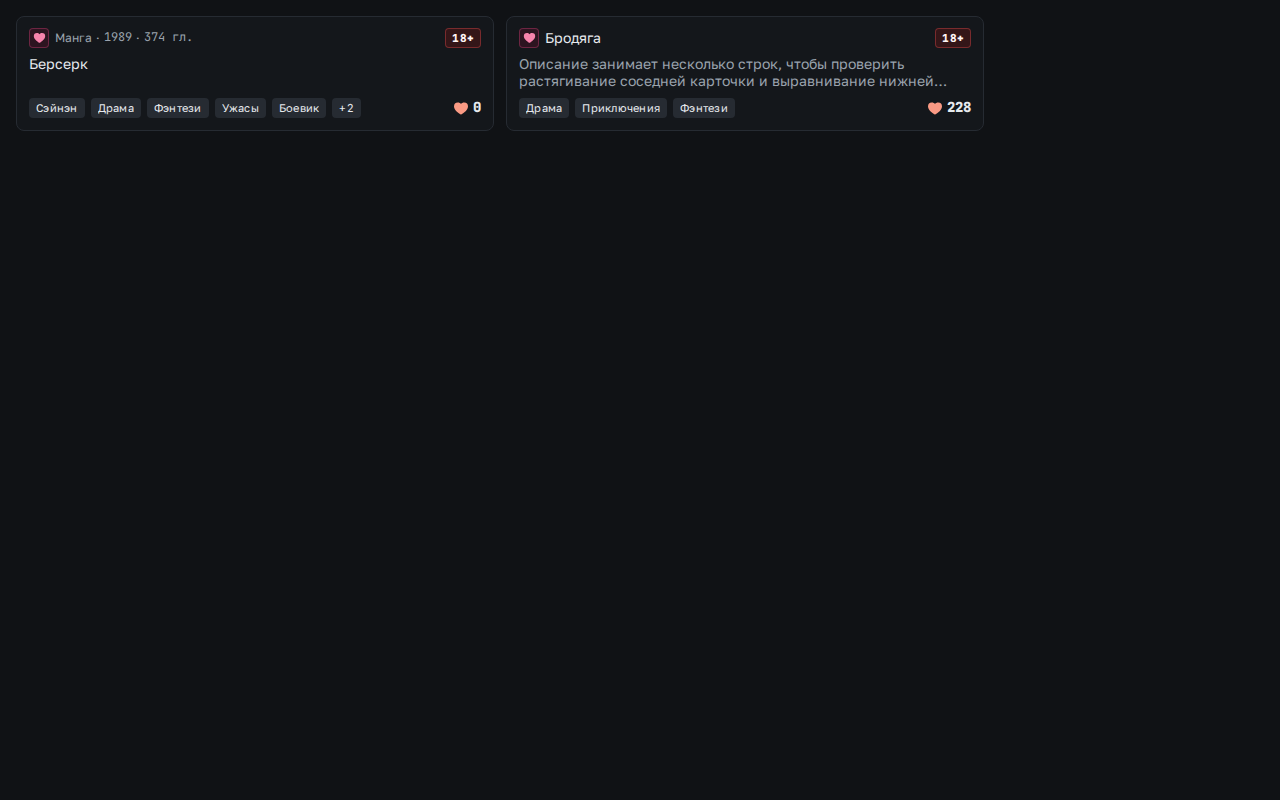 Манга · 1989 · 374 гл.
18+
Берсерк
Сэйнэн Драма Фэнтези Ужасы Боевик +2
0
Бродяга
18+
Описание занимает несколько строк, чтобы проверить
растягивание соседней карточки и выравнивание нижней…
Драма Приключения Фэнтези
228